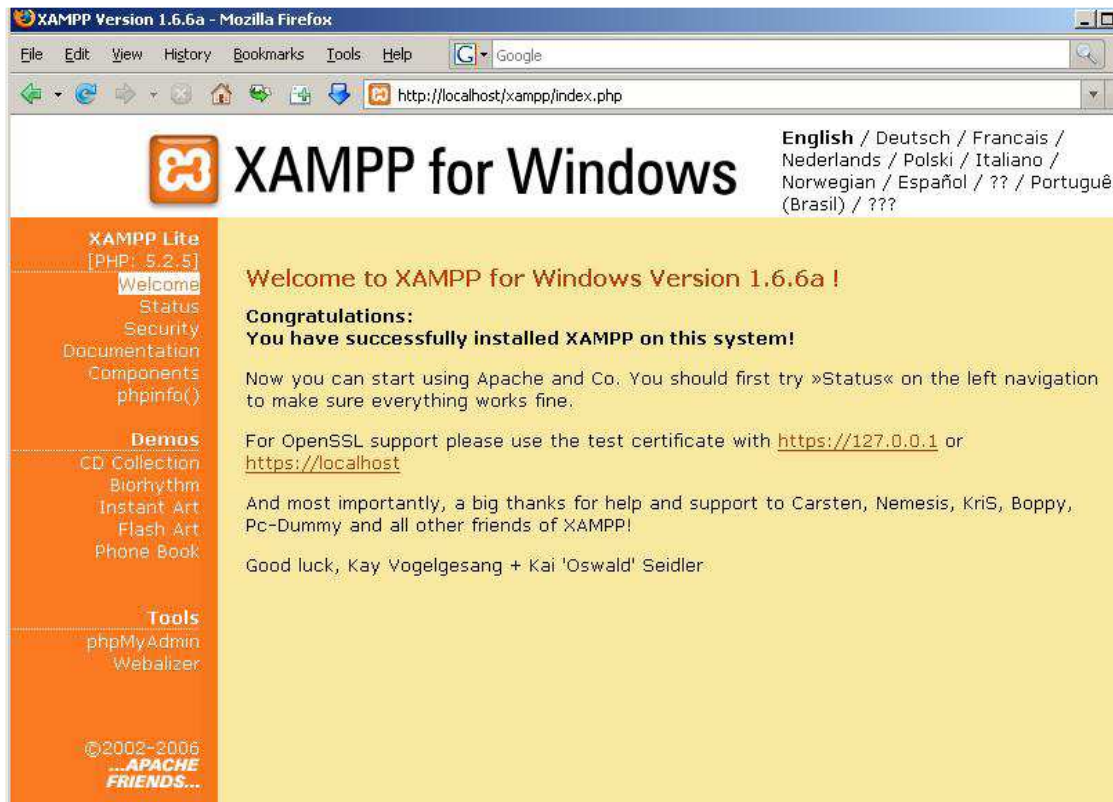 XAMPP Version 1.6.6a - Mozilla Firefox
File Edit View History Bookmarks Tools Help Google
http://localhost/xampp/index.php
XAMPP for Windows
English / Deutsch / Francais /
Nederlands / Polski / Italiano /
Norwegian / Español / ?? / Portuguê
(Brasil) / ???
XAMPP Lite
[PHP: 5.2.5]
Welcome
Status
Security
Documentation
Components
phpinfo()
Demos
CD Collection
Biorhythm
Instant Art
Flash Art
Phone Book
Tools
phpMyAdmin
Webalizer
©2002-2006
...APACHE
FRIENDS...
Welcome to XAMPP for Windows Version 1.6.6a !
Congratulations:
You have successfully installed XAMPP on this system!
Now you can start using Apache and Co. You should first try »Status« on the left navigation
to make sure everything works fine.
For OpenSSL support please use the test certificate with https://127.0.0.1 or
https://localhost
And most importantly, a big thanks for help and support to Carsten, Nemesis, KriS, Boppy,
Pc-Dummy and all other friends of XAMPP!
Good luck, Kay Vogelgesang + Kai 'Oswald' Seidler